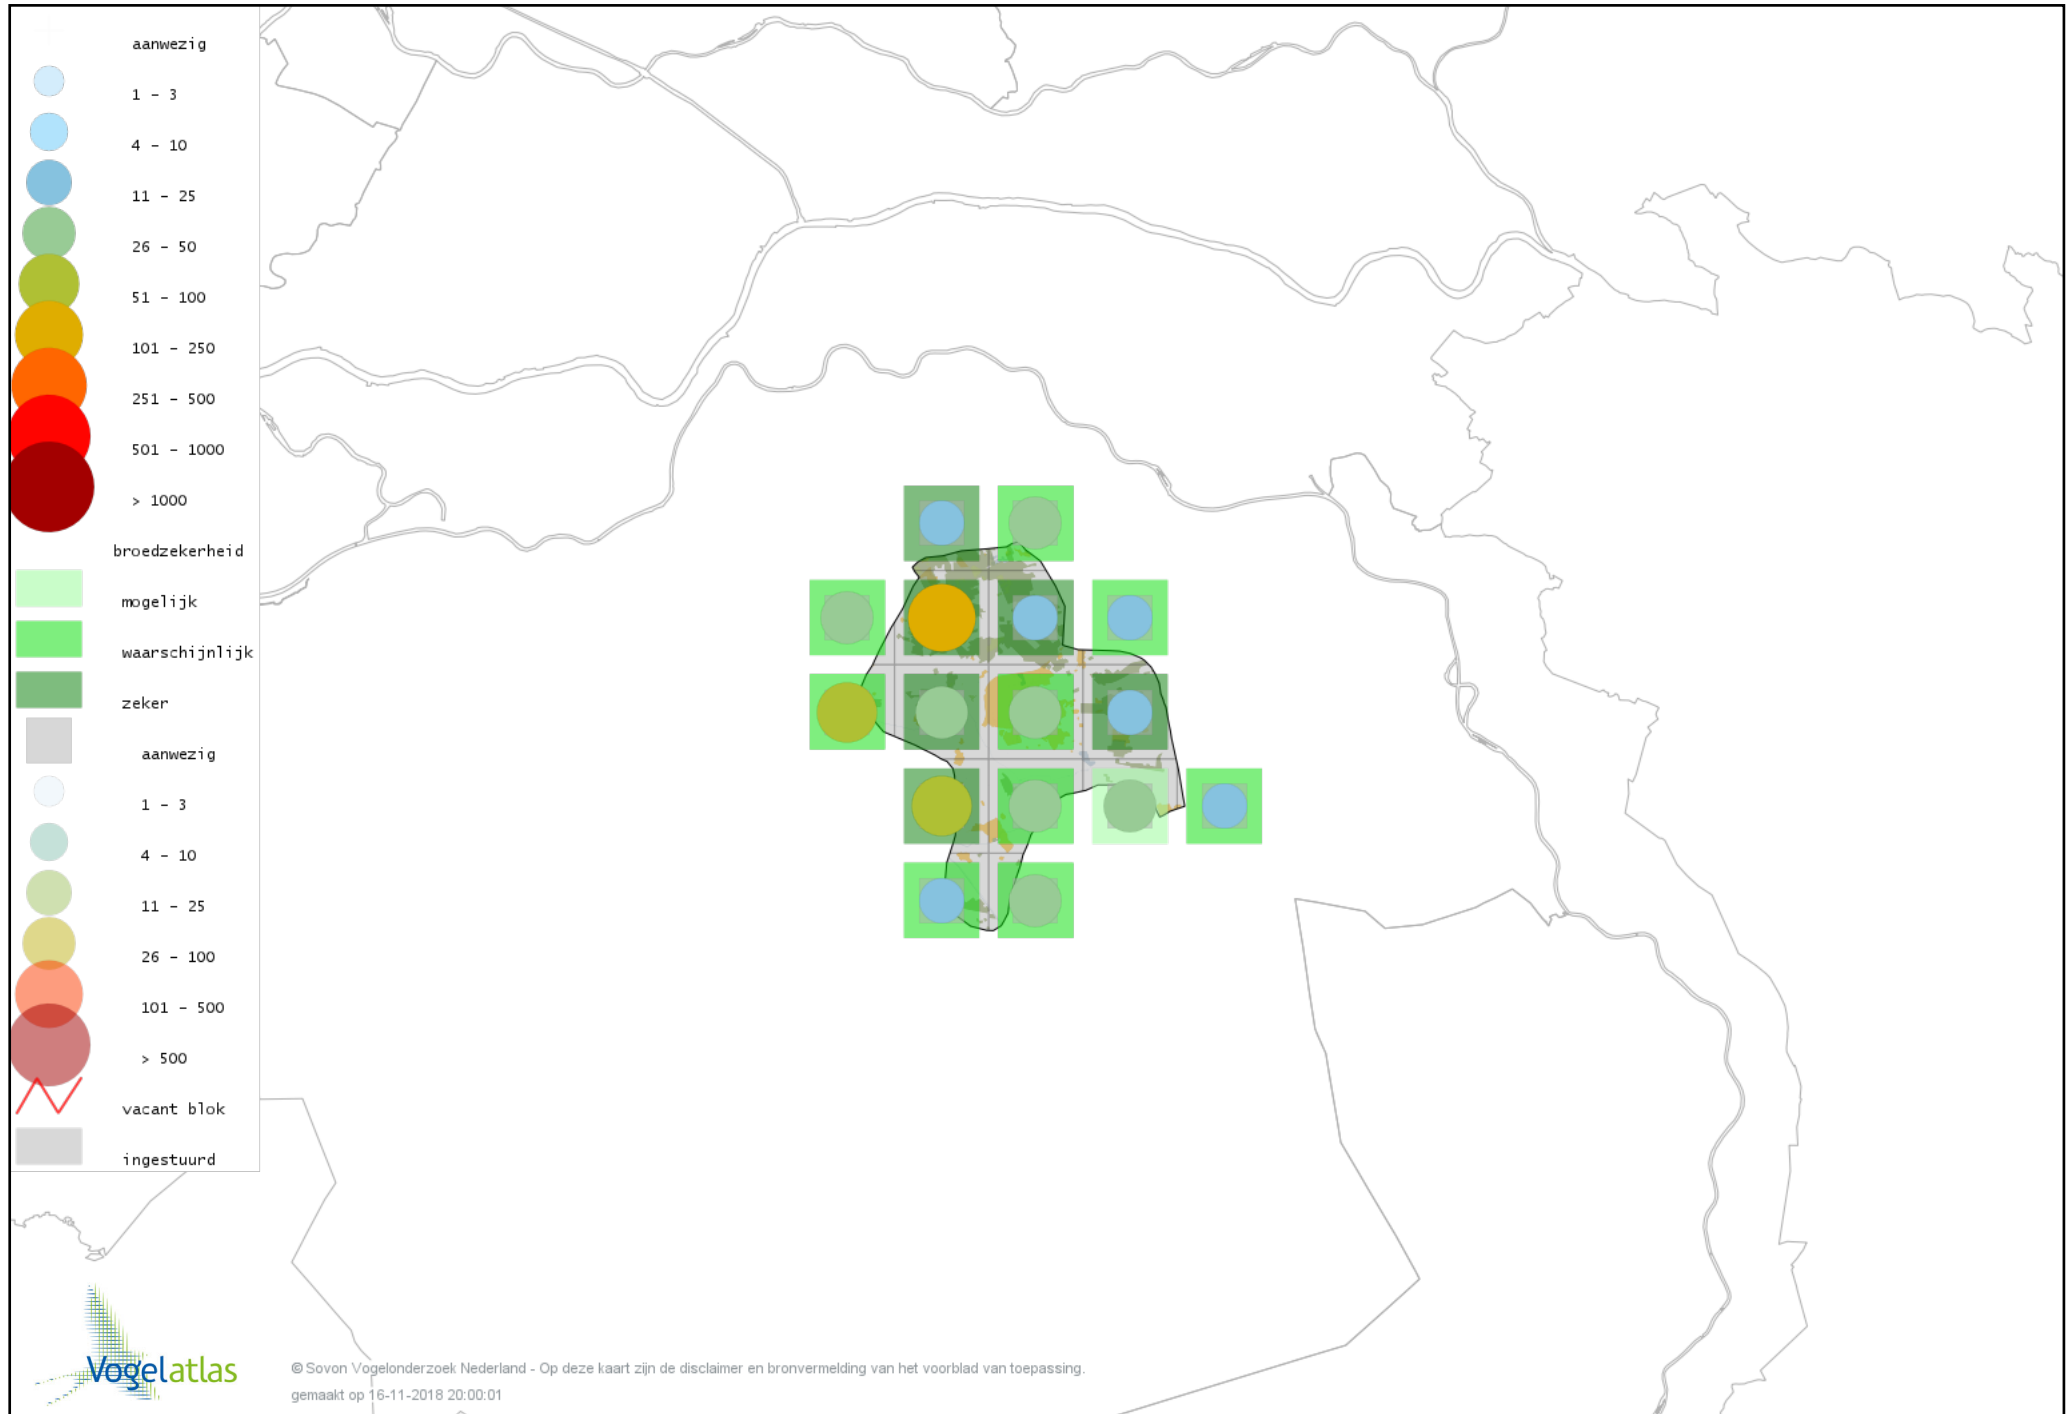 aanwezig
1 - 3
4 - 10
11 - 25
26 - 50
51 - 100
101 - 250
251 - 500
501 - 1000
> 1000
broedzekerheid
mogelijk
waarschijnlijk
zeker
aanwezig
1 - 3
4 - 10
11 - 25
26 - 100
101 - 500
> 500
vacant blok
ingestuurd
Vogelatlas
© Sovon Vogelonderzoek Nederland - Op deze kaart zijn de disclaimer en bronvermelding van het voorblad van toepassing.
gemaakt op 16-11-2018 20:00:01